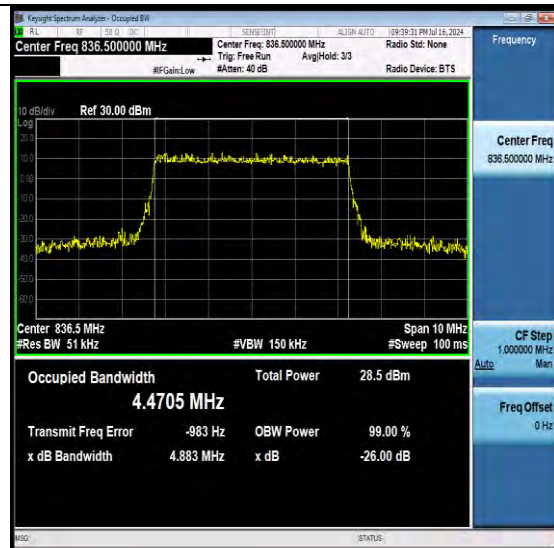 Keysight Spectrum Analyzer - Occupied BW
RL RF 50 Ω DC SENSE:INT ALIGN AUTO 09:39:31 PM Jul 16, 2024
Center Freq 836.500000 MHz
Center Freq: 836.500000 MHz
Radio Std: None
Trig: Free Run Avg|Hold: 3/3
#IFGain:Low #Atten: 40 dB Radio Device: BTS
Frequency
10 dB/div Ref 30.00 dBm
Log
20.0
10.0
0.00
-10.0
-20.0
-30.0
-40.0
-50.0
-60.0
Center 836.5 MHz Span 10 MHz
#Res BW 51 kHz #VBW 150 kHz #Sweep 100 ms
Occupied Bandwidth Total Power 28.5 dBm
4.4705 MHz
Transmit Freq Error -983 Hz OBW Power 99.00 %
x dB Bandwidth 4.883 MHz x dB -26.00 dB
Center Freq
836.500000 MHz
CF Step
1.000000 MHz
Auto Man
Freq Offset
0 Hz
MSG STATUS